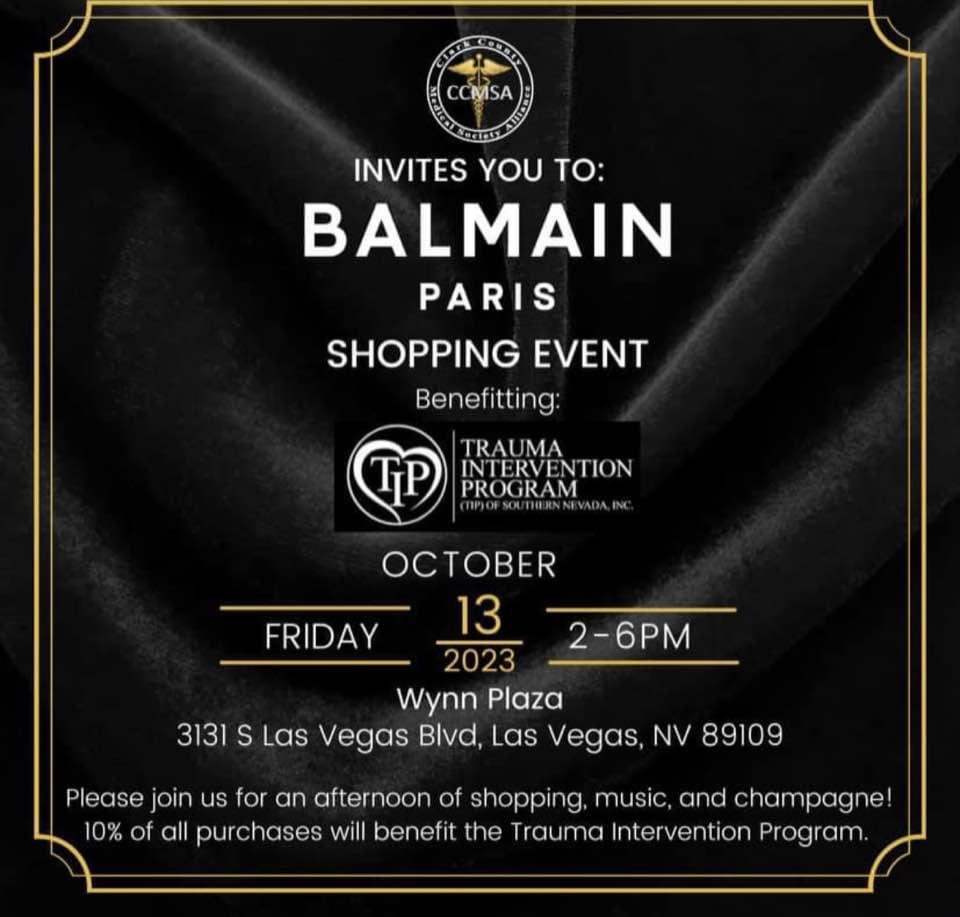 Clark County
CCMSA
Medical Society Alliance
INVITES YOU TO:
BALMAIN
PARIS
SHOPPING EVENT
Benefitting:
TIP
TRAUMA
INTERVENTION
PROGRAM
(TIP) OF SOUTHERN NEVADA, INC.
OCTOBER
FRIDAY 13 2-6PM
2023
Wynn Plaza
3131 S Las Vegas Blvd, Las Vegas, NV 89109
Please join us for an afternoon of shopping, music, and champagne!
10% of all purchases will benefit the Trauma Intervention Program.